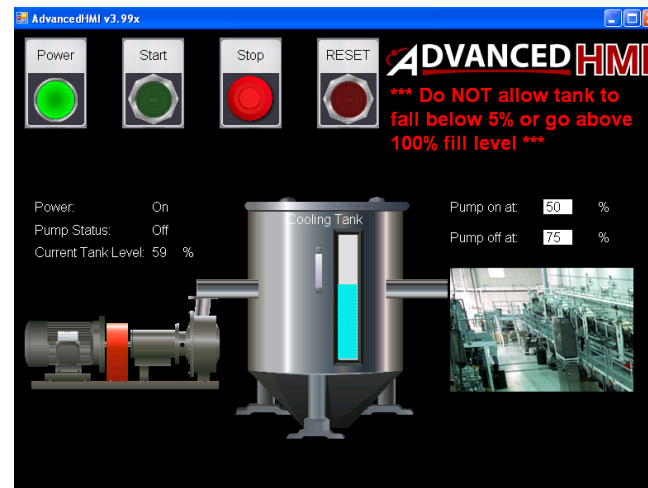 AdvancedHMI v3.99x
Power
Start
Stop
RESET
ADVANCED HMI
*** Do NOT allow tank to
fall below 5% or go above
100% fill level ***
Power: On
Pump Status: Off
Current Tank Level: 59 %
Cooling Tank
Pump on at: 50 %
Pump off at: 75 %